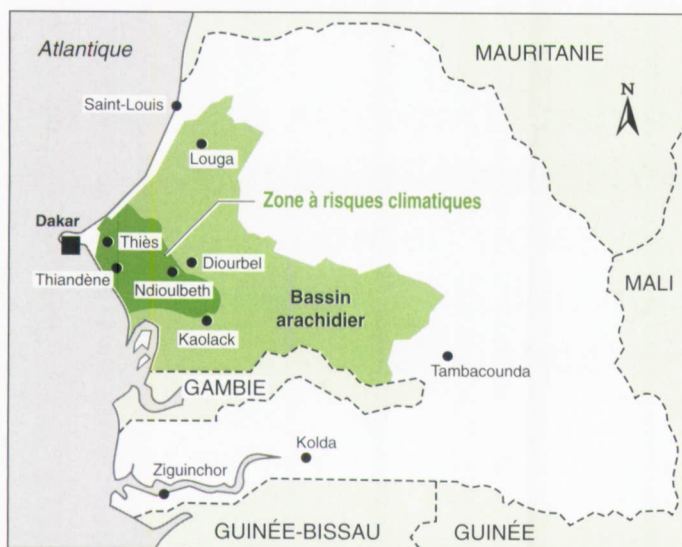 Atlantique
MAURITANIE
N
Saint-Louis
Louga
Zone à risques climatiques
Dakar
Thiès
Diourbel
Thiandène
Ndioulbeth
MALI
Bassin
arachidier
Kaolack
Tambacounda
GAMBIE
Kolda
Ziguinchor
GUINÉE-BISSAU
GUINÉE